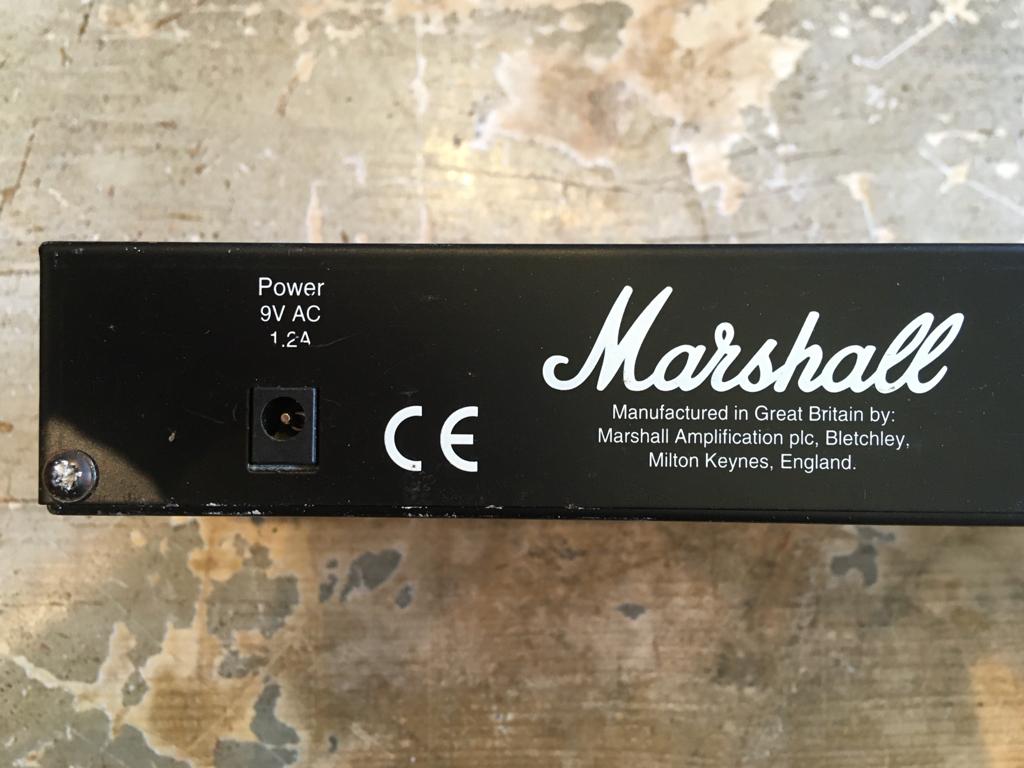 Power
9V AC
1.2A
CE
Marshall
Manufactured in Great Britain by:
Marshall Amplification plc, Bletchley,
Milton Keynes, England.